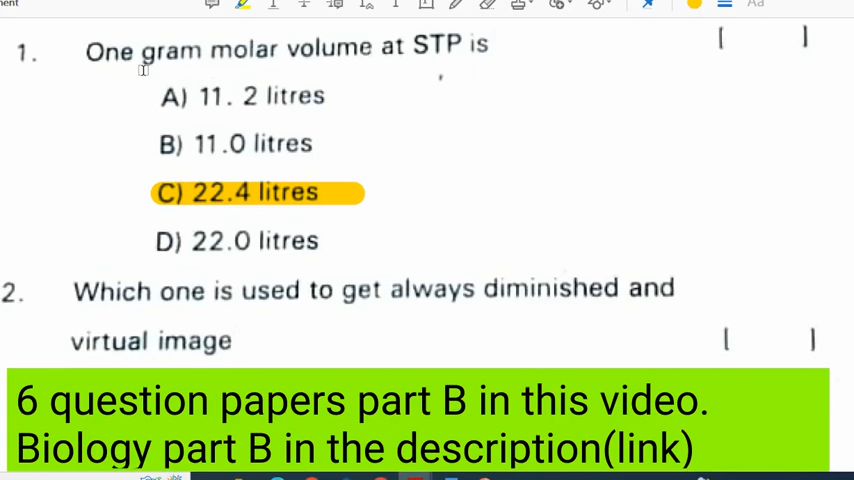 ment
Aa
1. One gram molar volume at STP is [ ]
A) 11. 2 litres
B) 11.0 litres
C) 22.4 litres
D) 22.0 litres
2. Which one is used to get always diminished and
virtual image [ ]
6 question papers part B in this video.
Biology part B in the description(link)